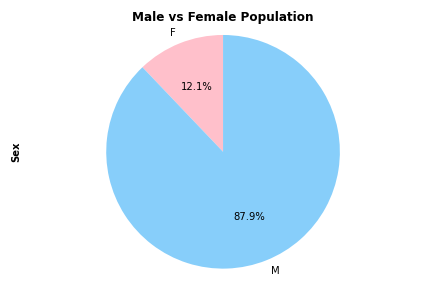 Male vs Female Population
F
12.1%
Sex
87.9%
M